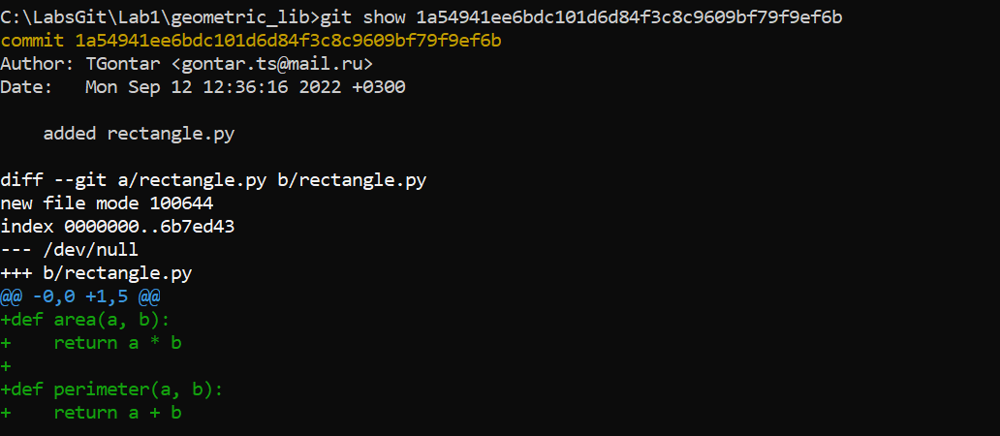 C:\LabsGit\Lab1\geometric_lib>git show 1a54941ee6bdc101d6d84f3c8c9609bf79f9ef6b
commit 1a54941ee6bdc101d6d84f3c8c9609bf79f9ef6b
Author: TGontar <gontar.ts@mail.ru>
Date:   Mon Sep 12 12:36:16 2022 +0300

    added rectangle.py

diff --git a/rectangle.py b/rectangle.py
new file mode 100644
index 0000000..6b7ed43
--- /dev/null
+++ b/rectangle.py
@@ -0,0 +1,5 @@
+def area(a, b):
+    return a * b
+
+def perimeter(a, b):
+    return a + b